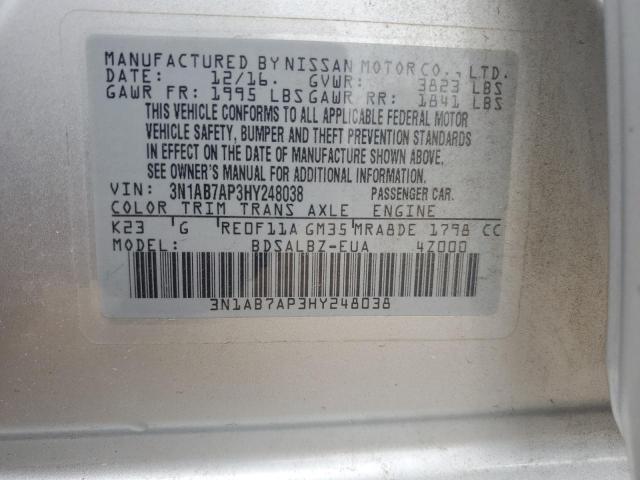 MANUFACTURED BY NISSAN MOTOR CO., LTD.
DATE: 12/16. GVWR: 3823 LBS
GAWR FR: 1995 LBS GAWR RR: 1841 LBS
THIS VEHICLE CONFORMS TO ALL APPLICABLE FEDERAL MOTOR
VEHICLE SAFETY, BUMPER AND THEFT PREVENTION STANDARDS
IN EFFECT ON THE DATE OF MANUFACTURE SHOWN ABOVE.
SEE OWNER'S MANUAL FOR ADDITIONAL INFORMATION.
VIN: 3N1AB7AP3HY248038 PASSENGER CAR.
COLOR TRIM TRANS AXLE ENGINE
K23 G RE0F11A GM35 MRA8DE 1798 CC
MODEL: BDSALBZ-EUA 4Z000
3N1AB7AP3HY248038